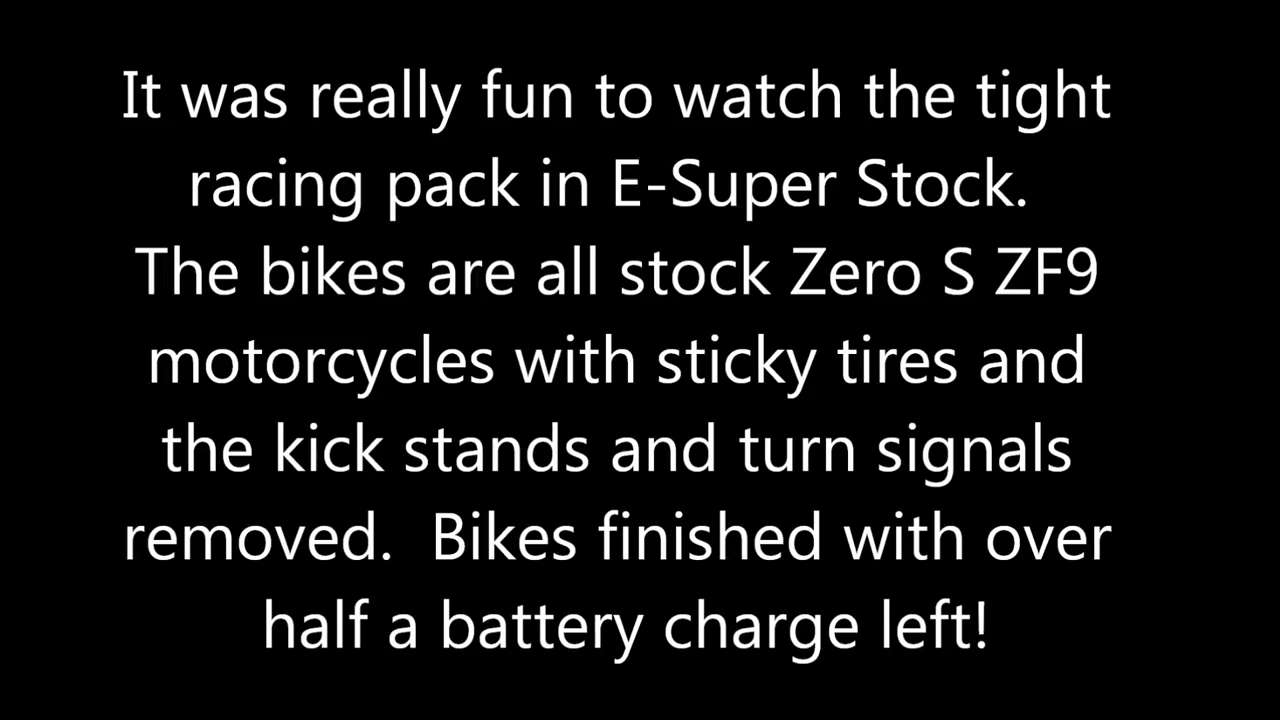 It was really fun to watch the tight
racing pack in E-Super Stock.
The bikes are all stock Zero S ZF9
motorcycles with sticky tires and
the kick stands and turn signals
removed.  Bikes finished with over
half a battery charge left!